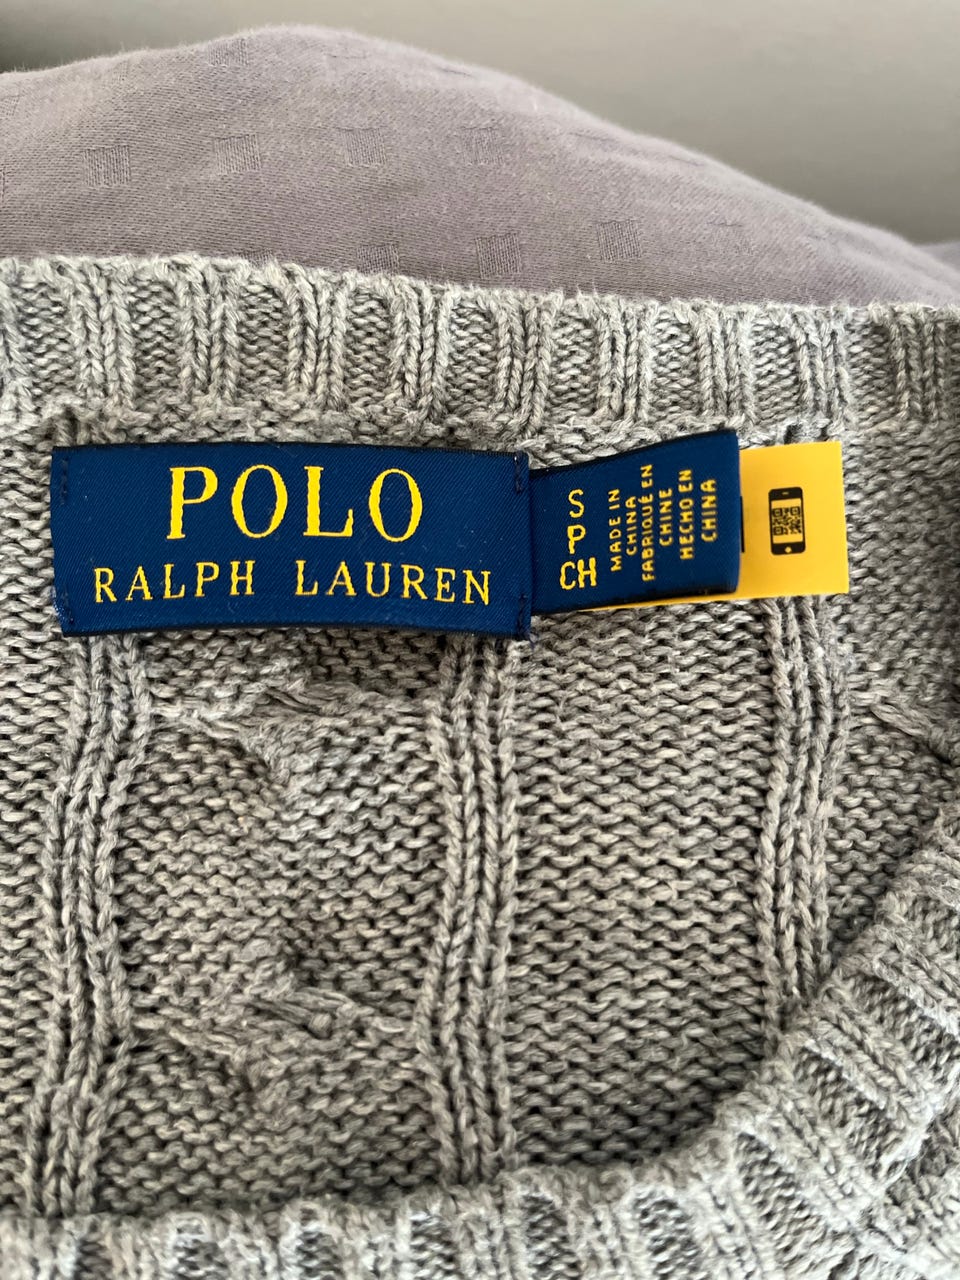 POLO
RALPH LAUREN
S
P
CH
MADE IN
CHINA
FABRIQUÉ EN
CHINE
HECHO EN
CHINA